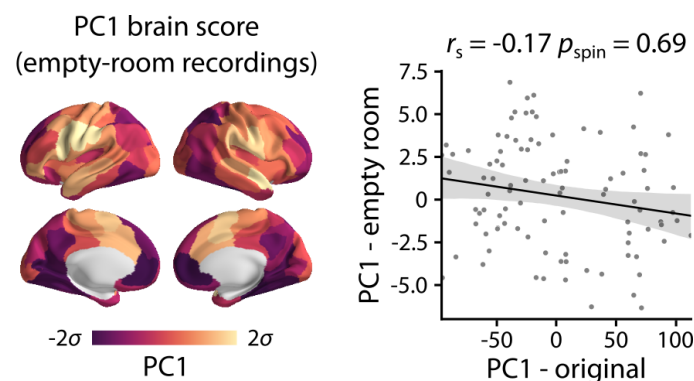 PC1 brain score
(empty-room recordings)
-2σ 2σ
PC1
rs = -0.17 pspin = 0.69
7.5
5.0
2.5
0
-2.5
-5.0
PC1 - empty room
-50 0 50 100
PC1 - original